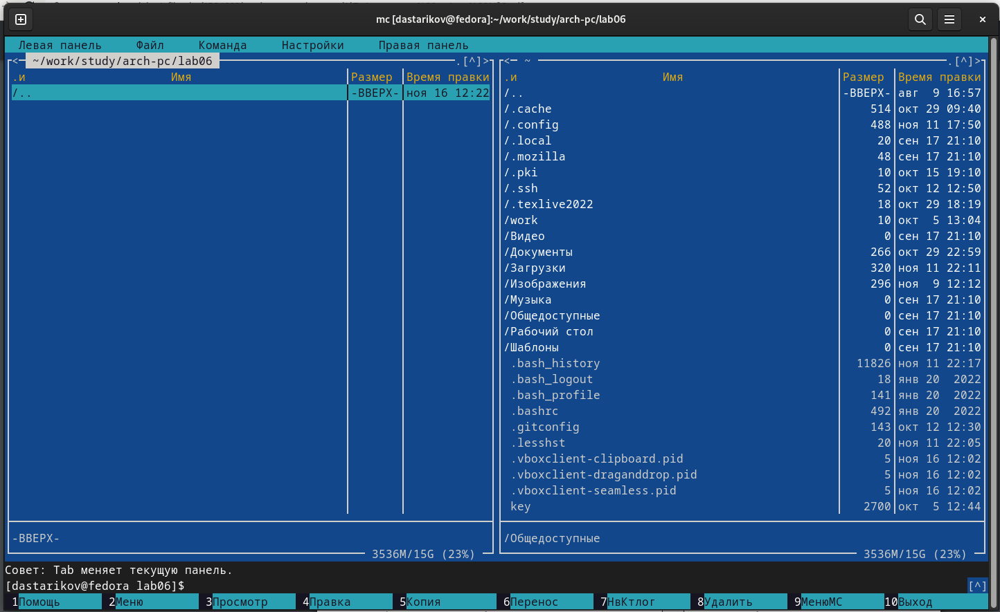 mc [dastarikov@fedora]:~/work/study/arch-pc/lab06
Левая панель Файл Команда Настройки Правая панель
<- ~/work/study/arch-pc/lab06 .[^]>
.и Имя Размер Время правки
/.. -ВВЕРХ- ноя 16 12:22
-ВВЕРХ-
3536M/15G (23%)
<- ~ .[^]>
.и Имя Размер Время правки
/.. -ВВЕРХ- авг 9 16:57
/.cache 514 окт 29 09:40
/.config 488 ноя 11 17:50
/.local 20 сен 17 21:10
/.mozilla 48 сен 17 21:10
/.pki 10 окт 15 19:10
/.ssh 52 окт 12 12:50
/.texlive2022 18 окт 29 18:19
/work 10 окт 5 13:04
/Видео 0 сен 17 21:10
/Документы 266 окт 29 22:59
/Загрузки 320 ноя 11 22:11
/Изображения 296 ноя 9 12:12
/Музыка 0 сен 17 21:10
/Общедоступные 0 сен 17 21:10
/Рабочий стол 0 сен 17 21:10
/Шаблоны 0 сен 17 21:10
.bash_history 11826 ноя 11 22:17
.bash_logout 18 янв 20 2022
.bash_profile 141 янв 20 2022
.bashrc 492 янв 20 2022
.gitconfig 143 окт 12 12:30
.lesshst 20 ноя 11 22:05
.vboxclient-clipboard.pid 5 ноя 16 12:02
.vboxclient-draganddrop.pid 5 ноя 16 12:02
.vboxclient-seamless.pid 5 ноя 16 12:02
key 2700 окт 5 12:44
/Общедоступные
3536M/15G (23%)
Совет: Tab меняет текущую панель.
[dastarikov@fedora lab06]$ [^]
1Помощь 2Меню 3Просмотр 4Правка 5Копия 6Перенос 7НвКтлог 8Удалить 9МенюМС 10Выход